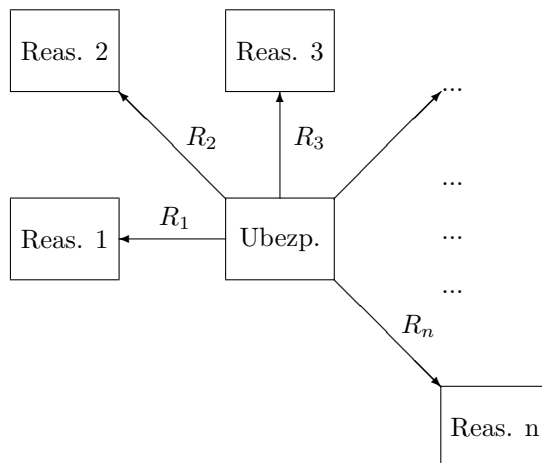 Reas. 2
Reas. 3
...
R₂
R₃
...
R₁
Reas. 1
Ubezp.
...
...
Rₙ
Reas. n